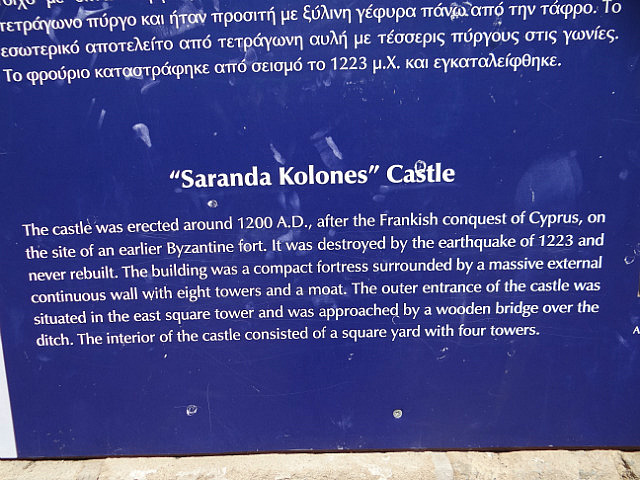 τετράγωνο πύργο και ήταν προσιτή με ξύλινη γέφυρα πάνω από την τάφρο. Το
εσωτερικό αποτελείτο από τετράγωνη αυλή με τέσσερις πύργους στις γωνίες.
Το φρούριο καταστράφηκε από σεισμό το 1223 μ.Χ. και εγκαταλείφθηκε.
“Saranda Kolones” Castle
The castle was erected around 1200 A.D., after the Frankish conquest of Cyprus, on
the site of an earlier Byzantine fort. It was destroyed by the earthquake of 1223 and
never rebuilt. The building was a compact fortress surrounded by a massive external
continuous wall with eight towers and a moat. The outer entrance of the castle was
situated in the east square tower and was approached by a wooden bridge over the
ditch. The interior of the castle consisted of a square yard with four towers.